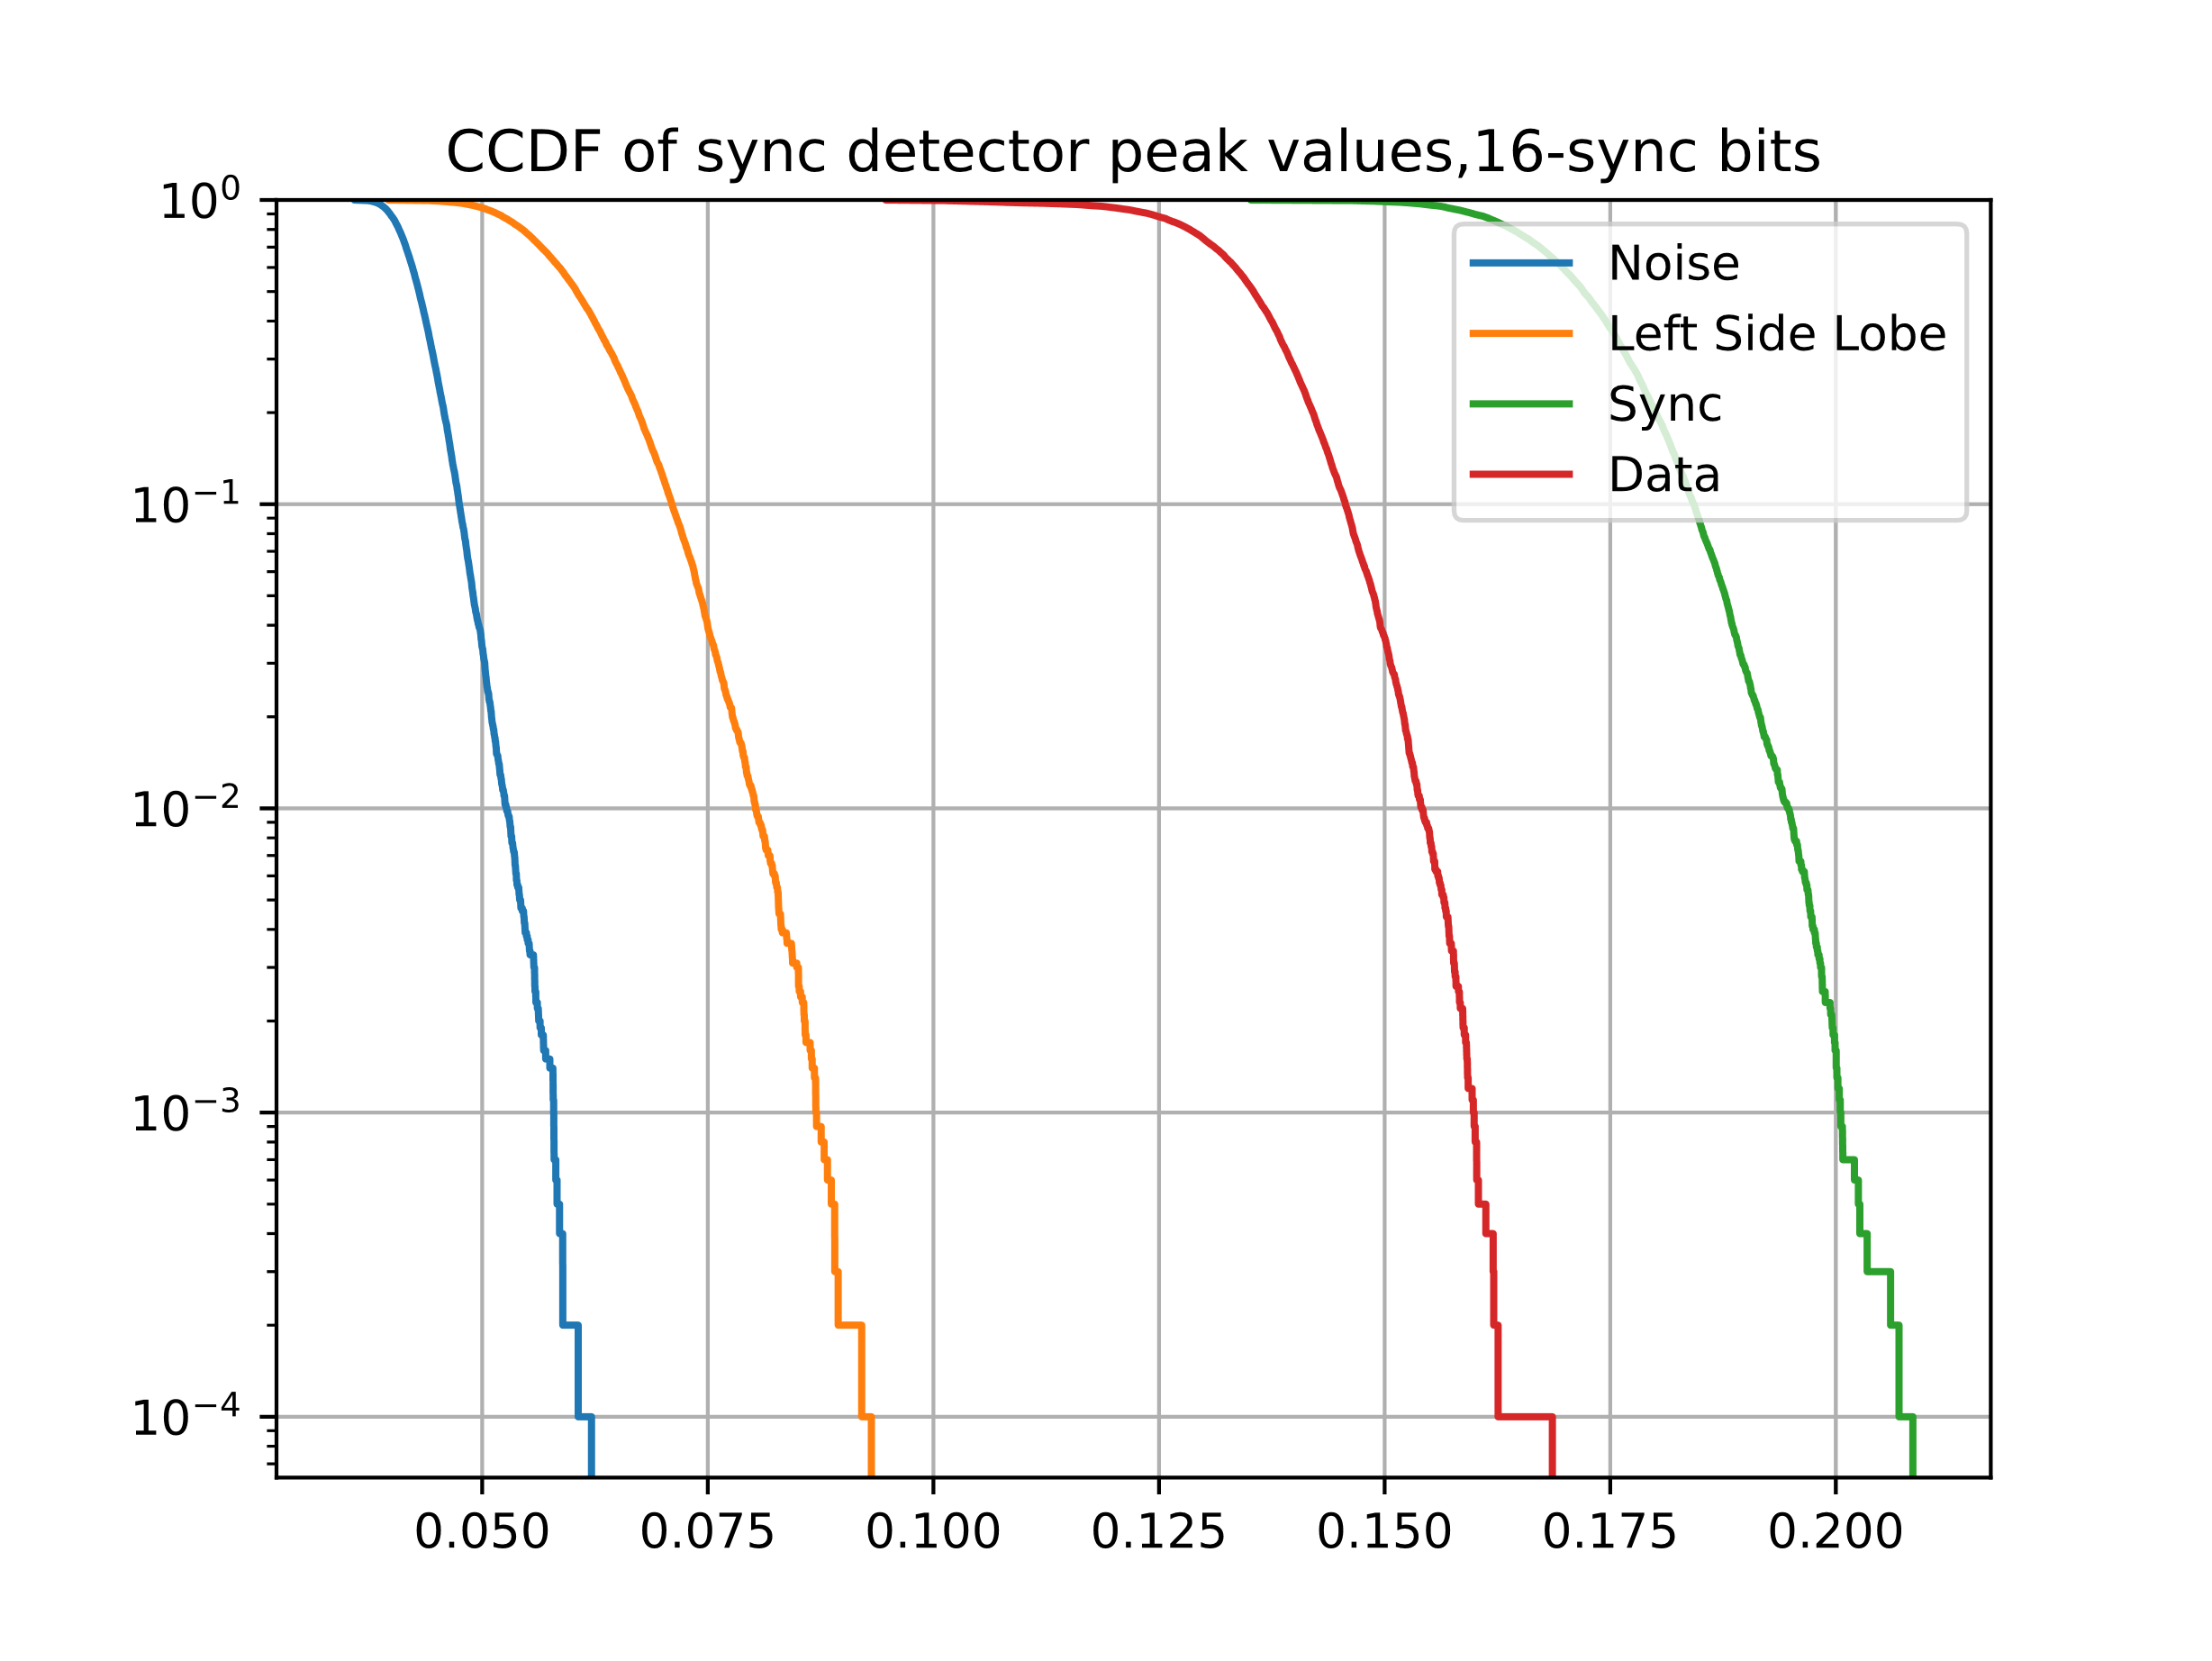 CCDF of sync detector peak values,16-sync bits
10⁰
10⁻¹
10⁻²
10⁻³
10⁻⁴
Noise
Left Side Lobe
Sync
Data
0.050 0.075 0.100 0.125 0.150 0.175 0.200